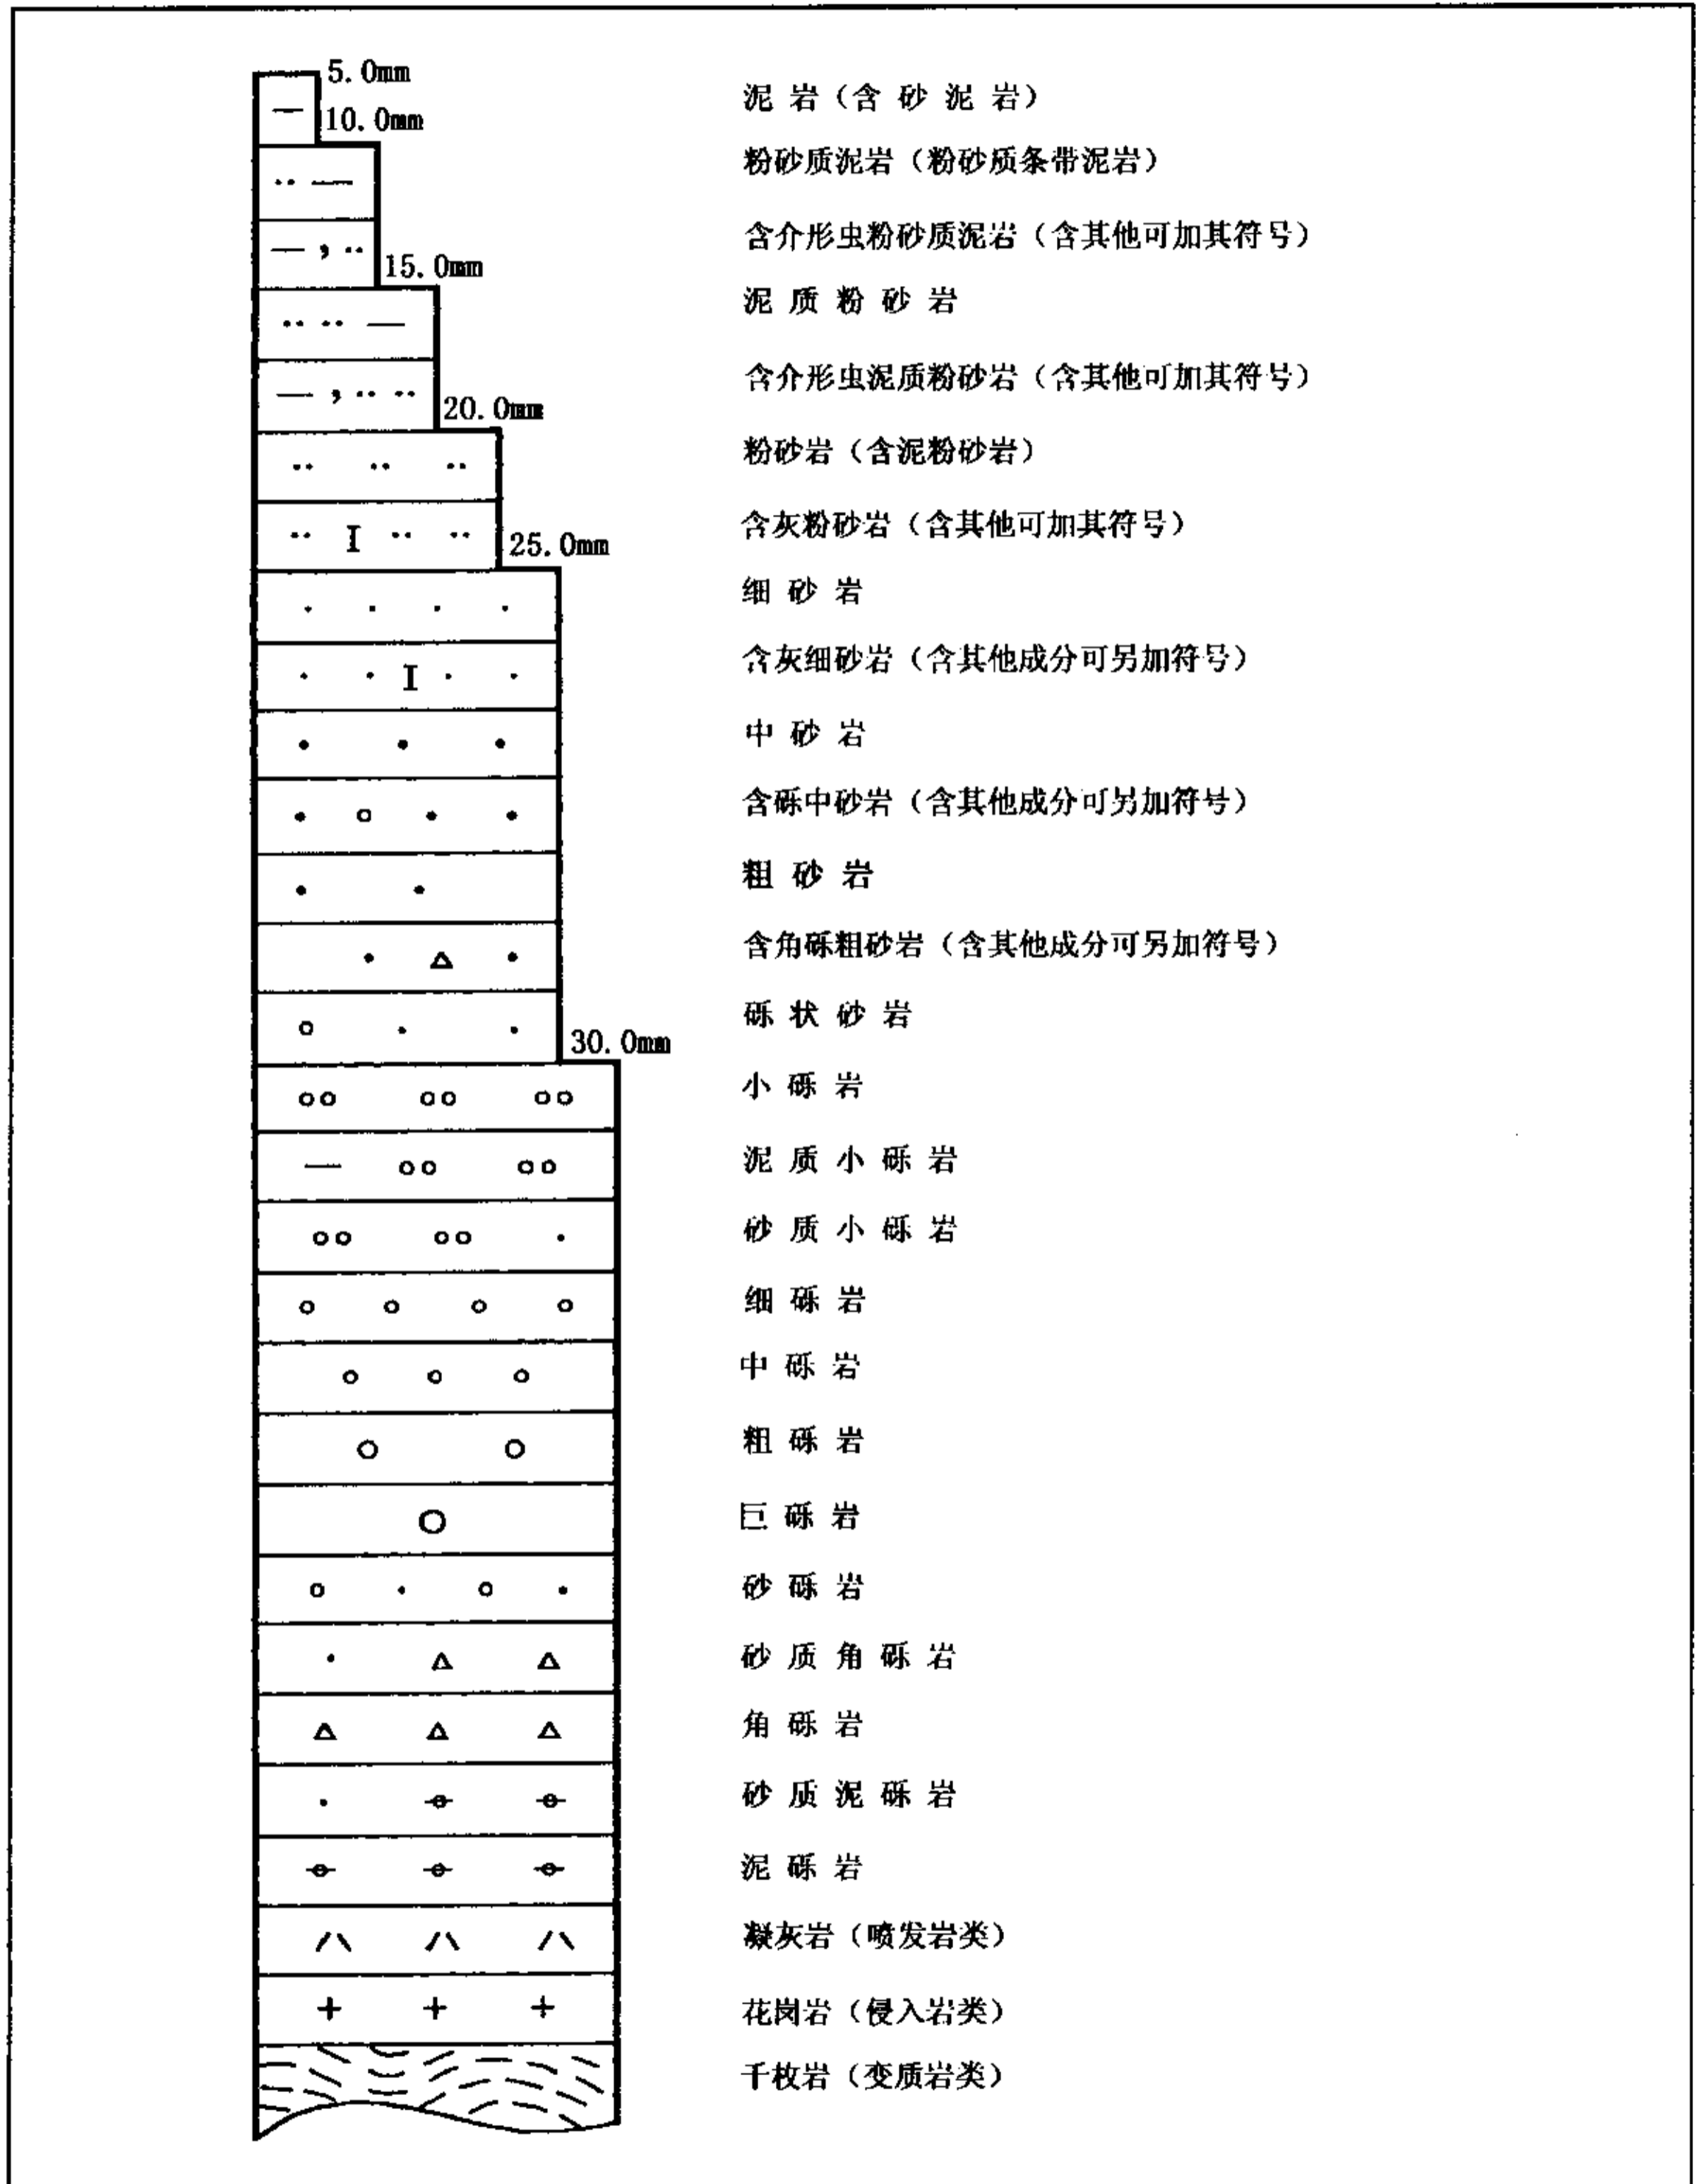 5.0mm
泥岩（含砂泥岩）
10.0mm
粉砂质泥岩（粉砂质条带泥岩）
含介形虫粉砂质泥岩（含其他可加其符号）
15.0mm
泥质粉砂岩
含介形虫泥质粉砂岩（含其他可加其符号）
20.0mm
粉砂岩（含泥粉砂岩）
含灰粉砂岩（含其他可加其符号）
I
25.0mm
细砂岩
含灰细砂岩（含其他成分可另加符号）
I
中砂岩
含砾中砂岩（含其他成分可另加符号）
粗砂岩
含角砾粗砂岩（含其他成分可另加符号）
砾状砂岩
30.0mm
小砾岩
泥质小砾岩
砂质小砾岩
细砾岩
中砾岩
粗砾岩
巨砾岩
砂砾岩
砂质角砾岩
角砾岩
砂质泥砾岩
泥砾岩
凝灰岩（喷发岩类）
花岗岩（侵入岩类）
千枚岩（变质岩类）